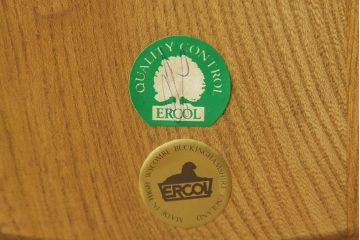 QUALITY CONTROL
ERCOL
ERCOL
MADE IN HIGH WYCOMBE BUCKINGHAMSHIRE ENGLAND